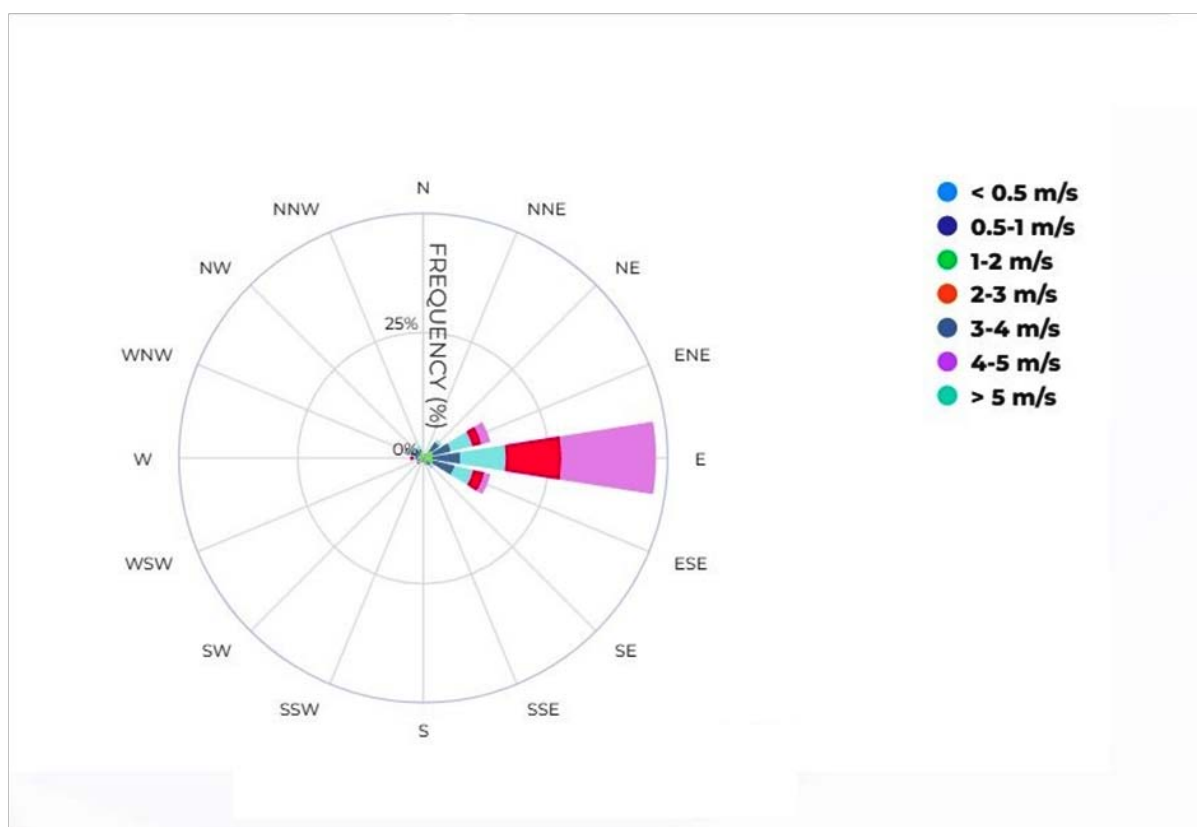 N
NNW
NNE
NW
NE
WNW
ENE
W
E
WSW
ESE
SW
SE
SSW
SSE
S
FREQUENCY (%)
25%
0%
< 0.5 m/s
0.5-1 m/s
1-2 m/s
2-3 m/s
3-4 m/s
4-5 m/s
> 5 m/s